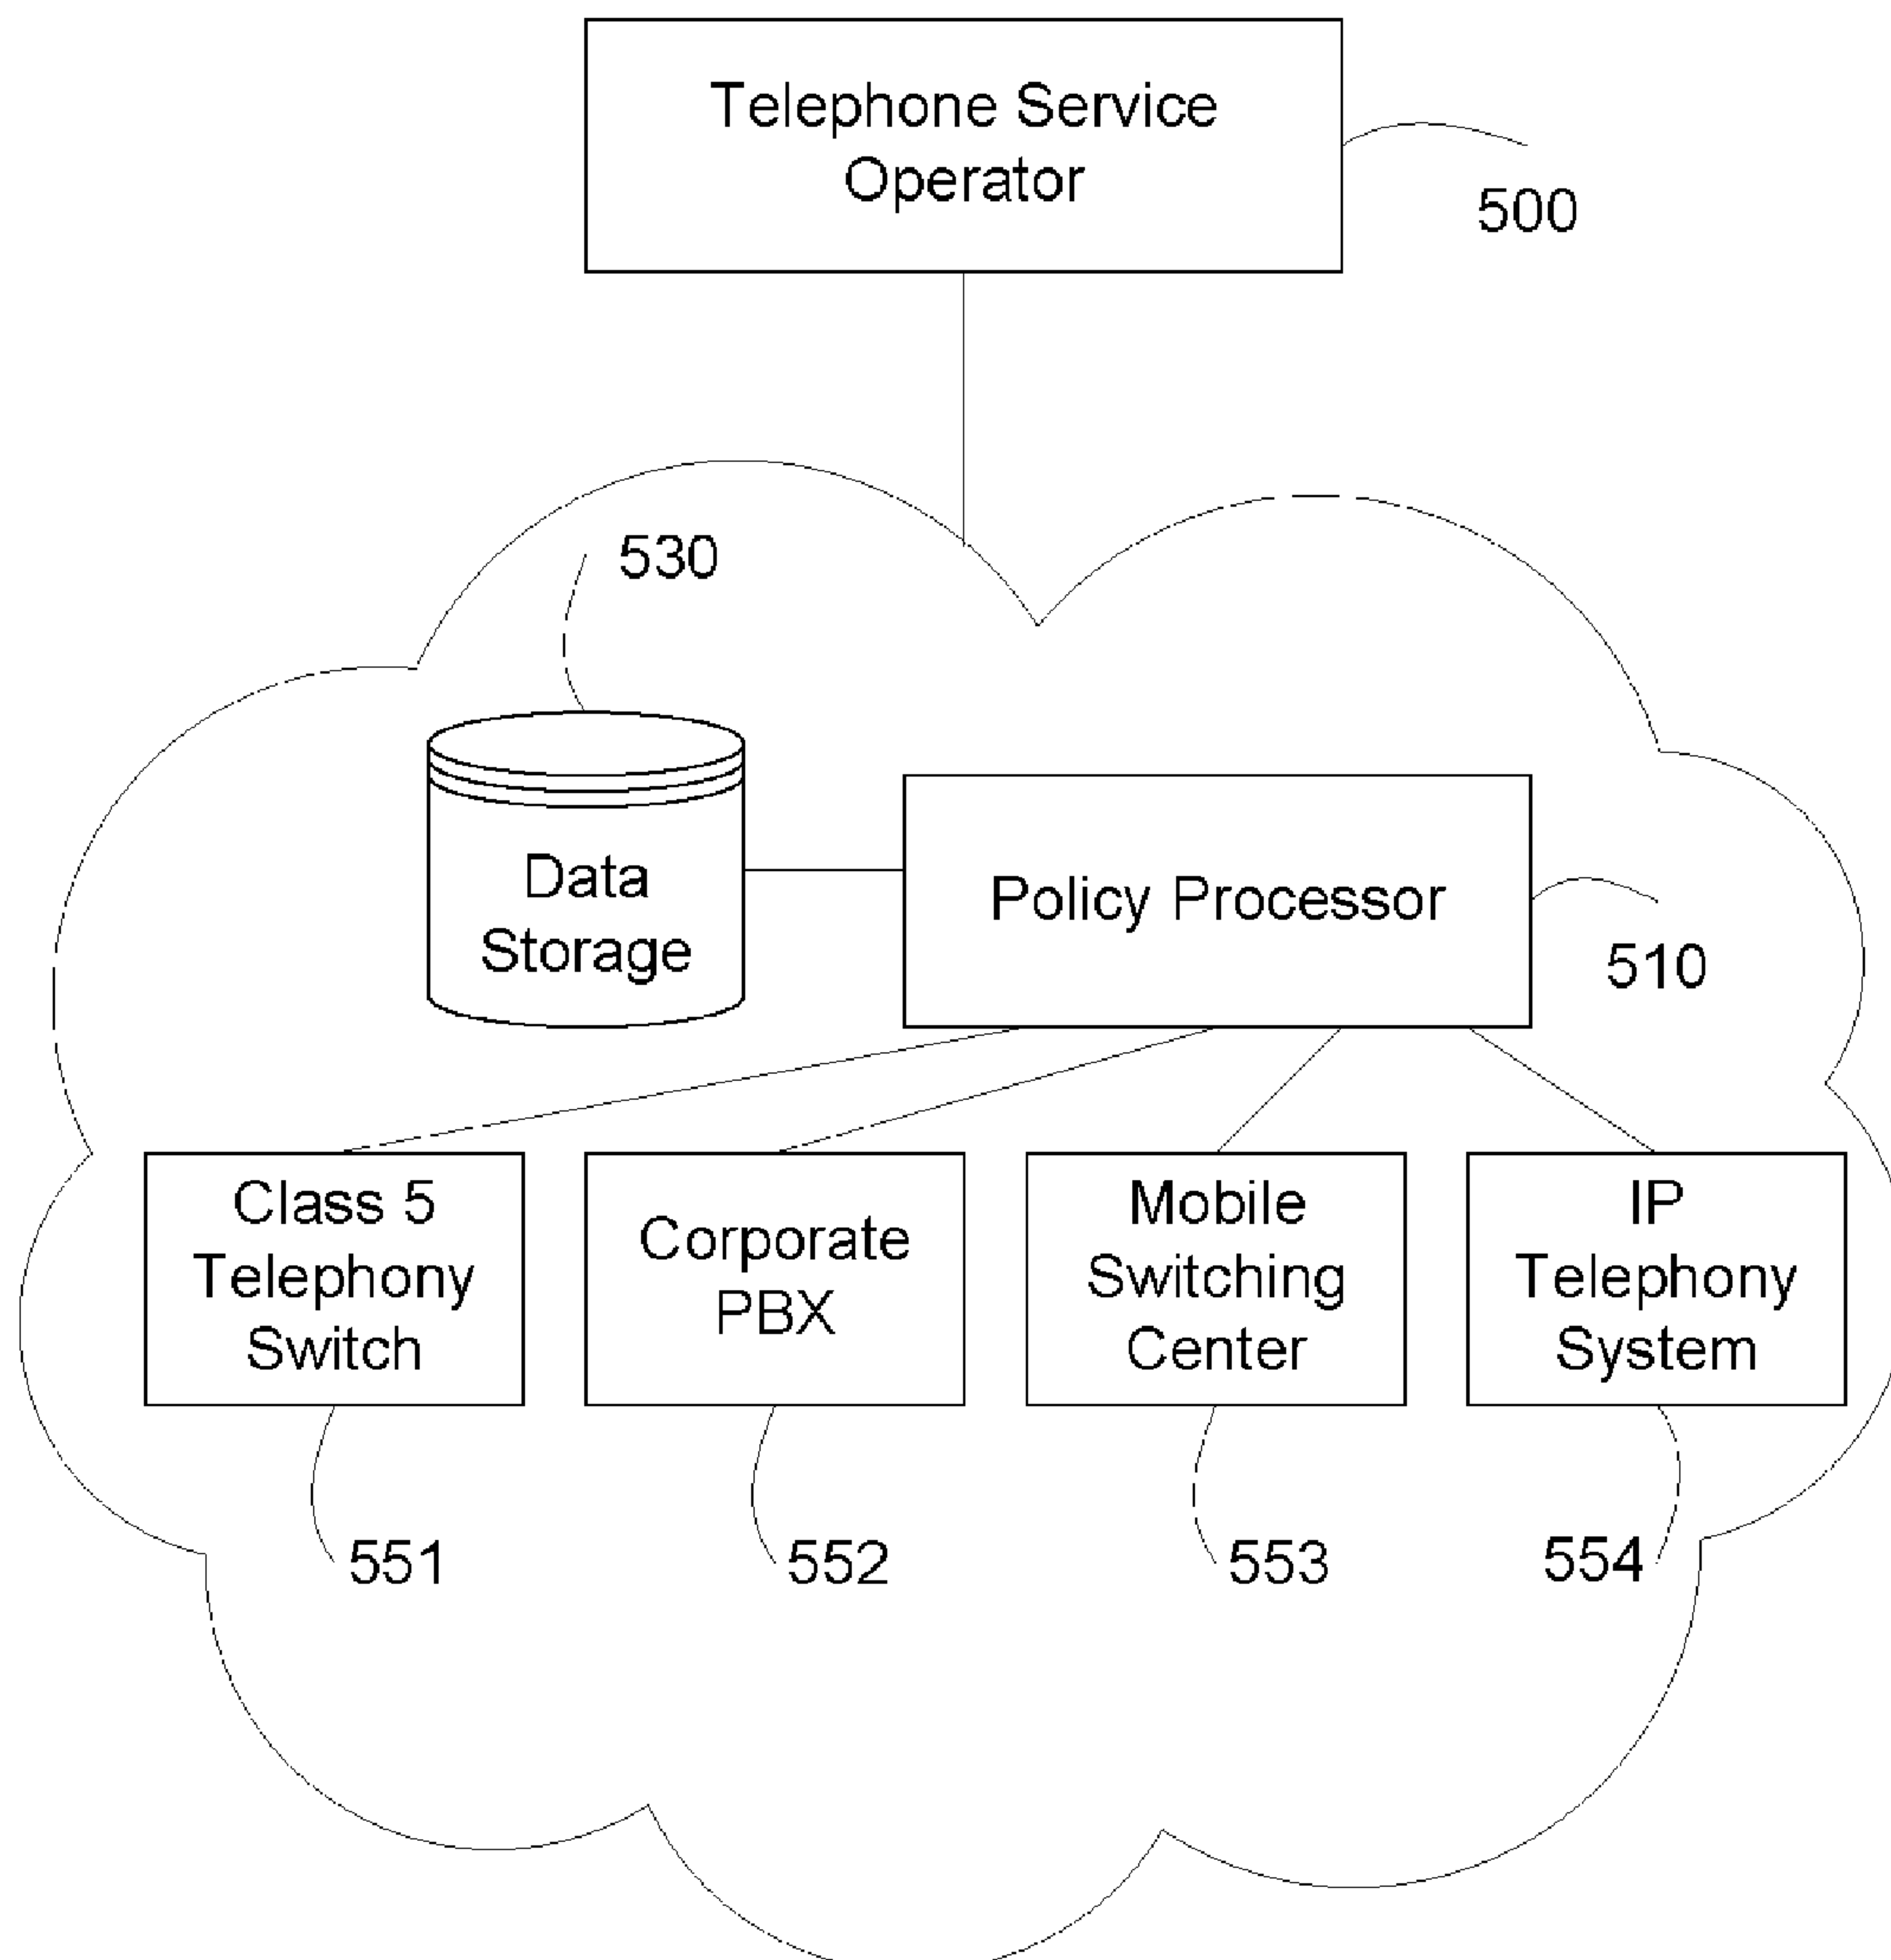 Telephone Service
Operator
500
530
Data
Storage
Policy Processor
510
Class 5
Telephony
Switch
Corporate
PBX
Mobile
Switching
Center
IP
Telephony
System
551
552
553
554